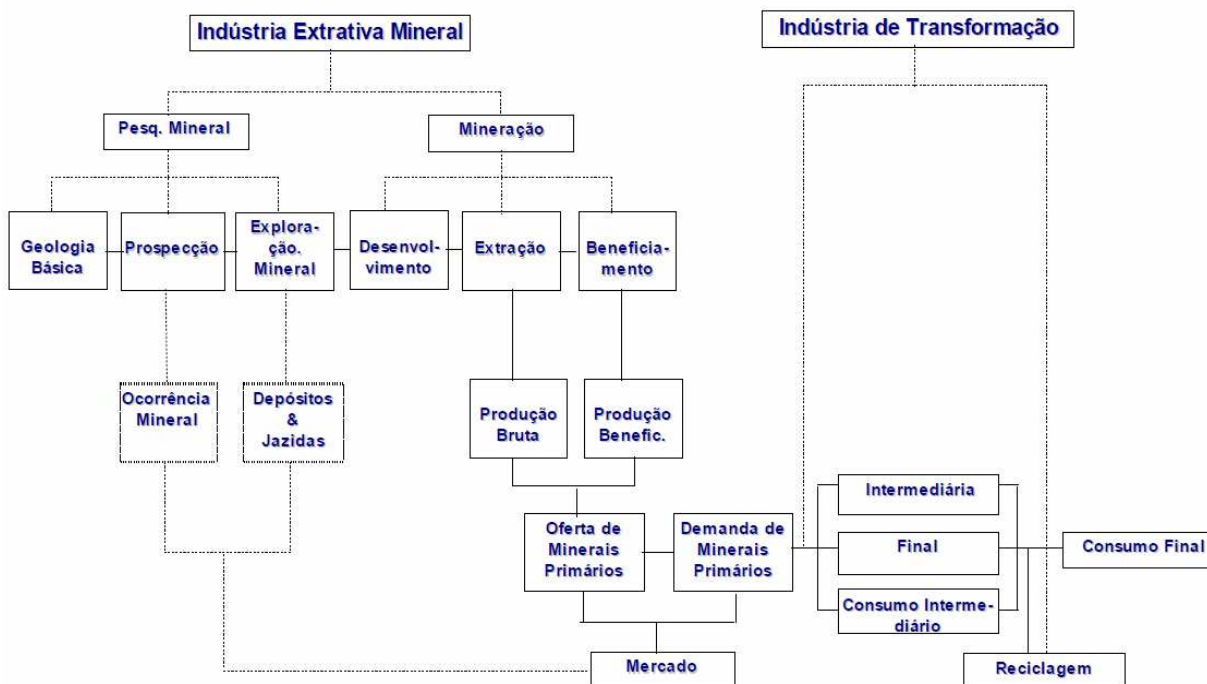 Indústria Extrativa Mineral
Indústria de Transformação
Pesq. Mineral
Mineração
Geologia
Básica
Prospecção
Explora-
ção.
Mineral
Desenvol-
vimento
Extração
Beneficia-
mento
Ocorrência
Mineral
Depósitos
&
Jazidas
Produção
Bruta
Produção
Benefic.
Oferta de
Minerais
Primários
Demanda de
Minerais
Primários
Intermediária
Final
Consumo Interme-
diário
Consumo Final
Mercado
Reciclagem